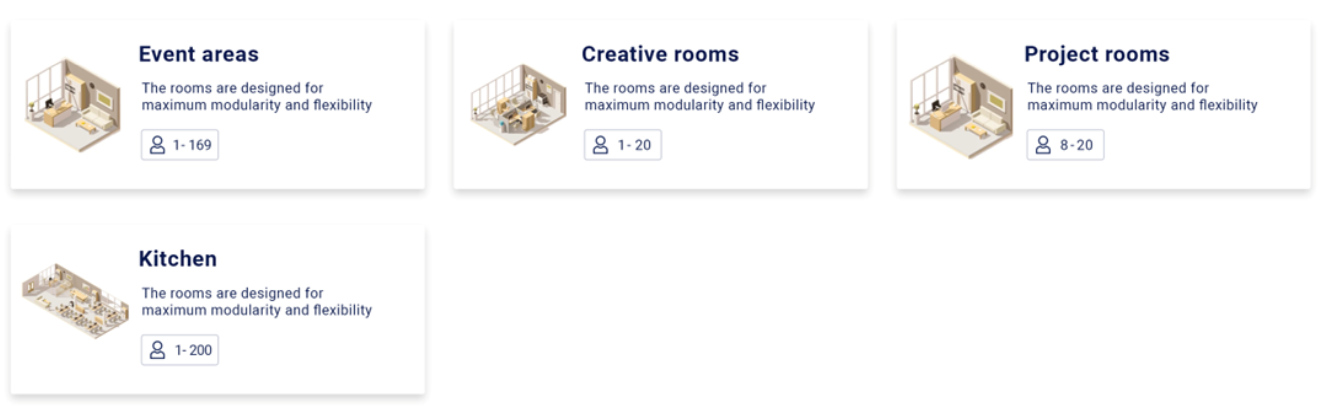 Event areas
The rooms are designed for
maximum modularity and flexibility
1- 169
Creative rooms
The rooms are designed for
maximum modularity and flexibility
1- 20
Project rooms
The rooms are designed for
maximum modularity and flexibility
8-20
Kitchen
The rooms are designed for
maximum modularity and flexibility
1- 200